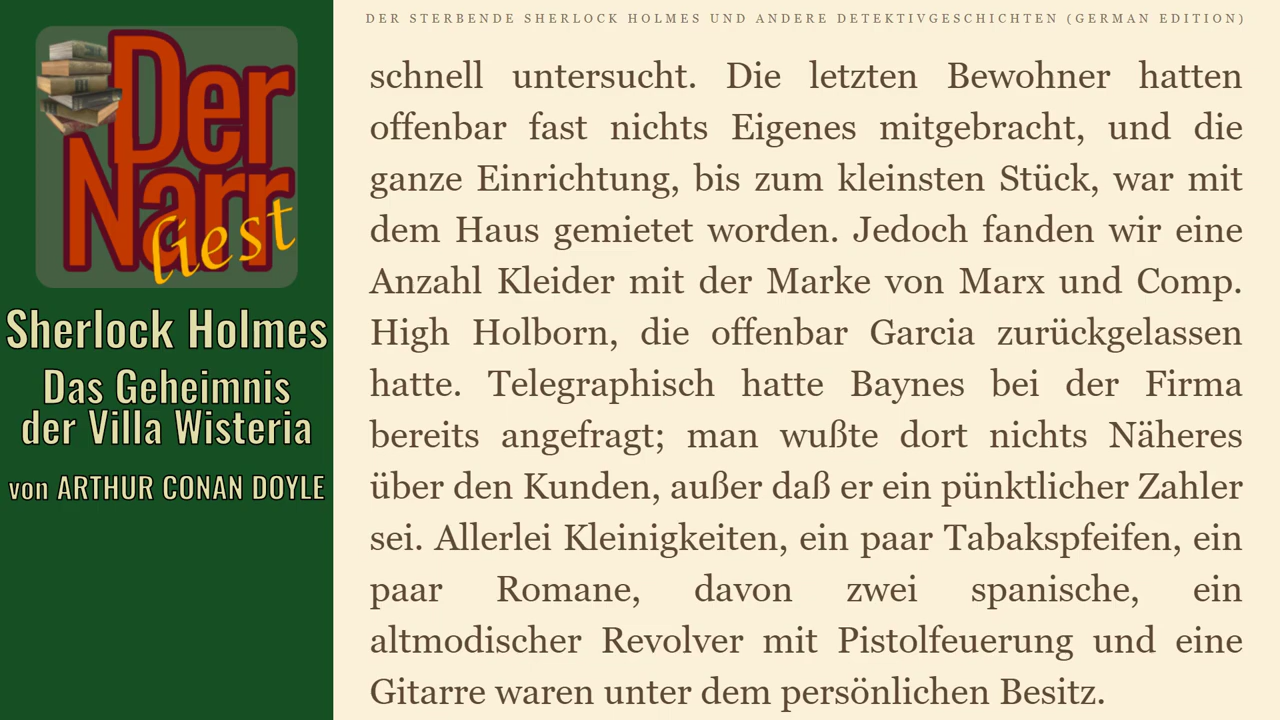 Der
Narr
liest
Sherlock Holmes
Das Geheimnis
der Villa Wisteria
von ARTHUR CONAN DOYLE
DER STERBENDE SHERLOCK HOLMES UND ANDERE DETEKTIVGESCHICHTEN (GERMAN EDITION)
schnell untersucht. Die letzten Bewohner hatten
offenbar fast nichts Eigenes mitgebracht, und die
ganze Einrichtung, bis zum kleinsten Stück, war mit
dem Haus gemietet worden. Jedoch fanden wir eine
Anzahl Kleider mit der Marke von Marx und Comp.
High Holborn, die offenbar Garcia zurückgelassen
hatte. Telegraphisch hatte Baynes bei der Firma
bereits angefragt; man wußte dort nichts Näheres
über den Kunden, außer daß er ein pünktlicher Zahler
sei. Allerlei Kleinigkeiten, ein paar Tabakspfeifen, ein
paar Romane, davon zwei spanische, ein
altmodischer Revolver mit Pistolfeuerung und eine
Gitarre waren unter dem persönlichen Besitz.